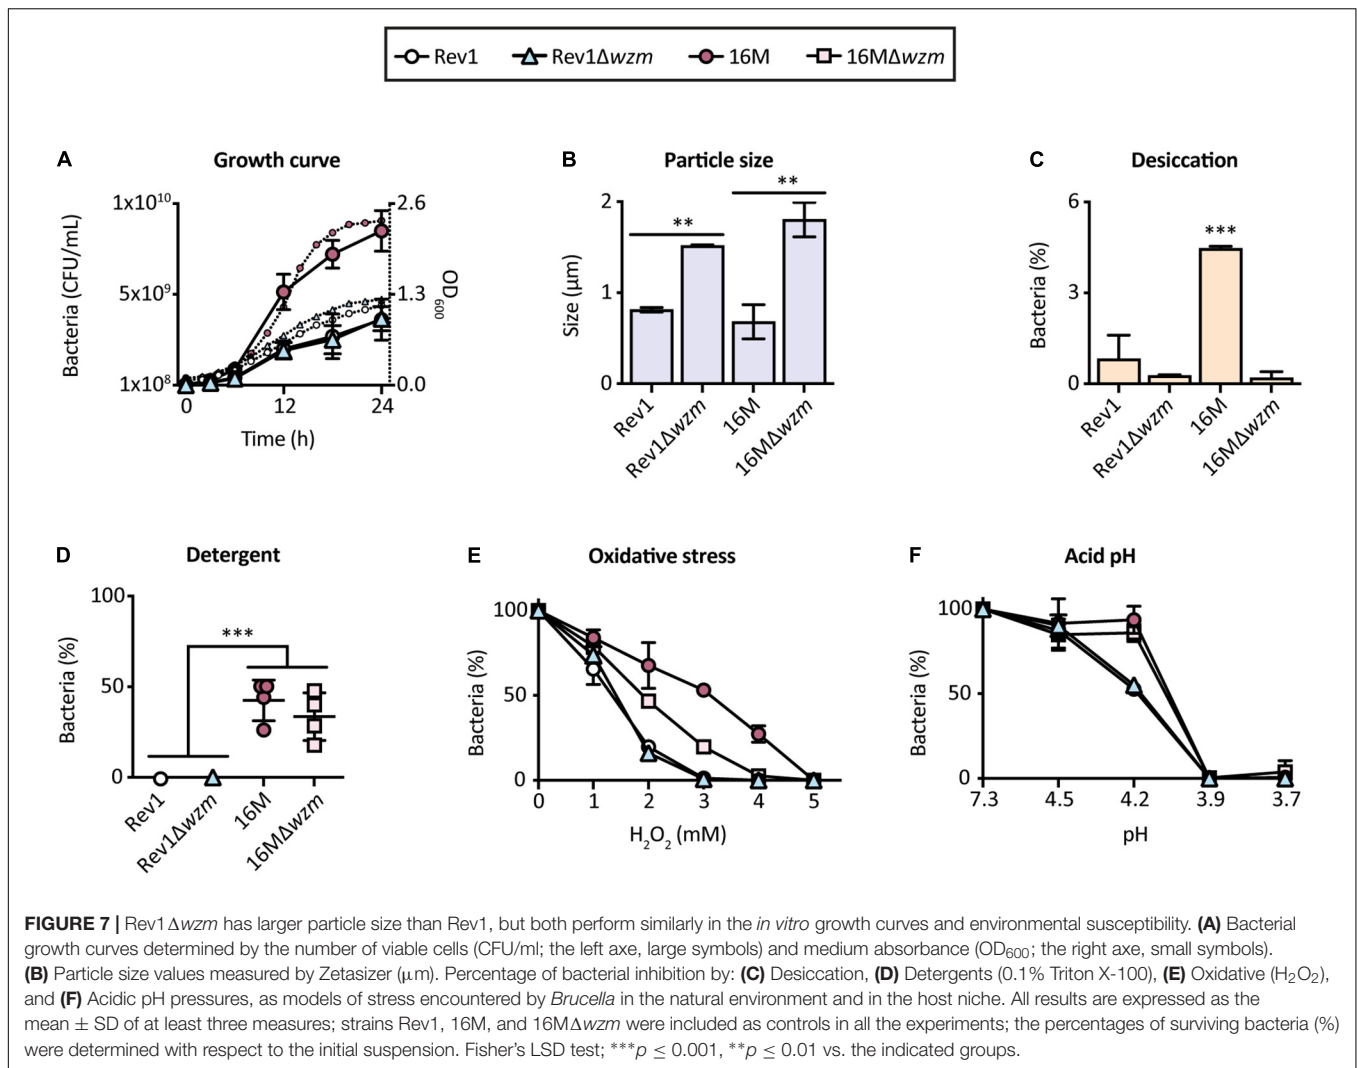 Rev1 Rev1Δwzm 16M 16MΔwzm
A Growth curve
Bacteria (CFU/mL)
1x10¹⁰
5x10⁹
1x10⁸
2.6
1.3
0.0
OD₆₀₀
0 12 24
Time (h)
B Particle size
Size (µm)
**
**
2
1
0
Rev1 Rev1Δwzm 16M 16MΔwzm
C Desiccation
Bacteria (%)
***
6
3
0
Rev1 Rev1Δwzm 16M 16MΔwzm
D Detergent
Bacteria (%)
***
100
50
0
Rev1 Rev1Δwzm 16M 16MΔwzm
E Oxidative stress
Bacteria (%)
100
50
0
0 1 2 3 4 5
H₂O₂ (mM)
F Acid pH
Bacteria (%)
100
50
0
7.3 4.5 4.2 3.9 3.7
pH
FIGURE 7 | Rev1Δwzm has larger particle size than Rev1, but both perform similarly in the in vitro growth curves and environmental susceptibility. (A) Bacterial
growth curves determined by the number of viable cells (CFU/ml; the left axe, large symbols) and medium absorbance (OD₆₀₀; the right axe, small symbols).
(B) Particle size values measured by Zetasizer (µm). Percentage of bacterial inhibition by: (C) Desiccation, (D) Detergents (0.1% Triton X-100), (E) Oxidative (H₂O₂),
and (F) Acidic pH pressures, as models of stress encountered by Brucella in the natural environment and in the host niche. All results are expressed as the
mean ± SD of at least three measures; strains Rev1, 16M, and 16MΔwzm were included as controls in all the experiments; the percentages of surviving bacteria (%)
were determined with respect to the initial suspension. Fisher's LSD test; ***p ≤ 0.001, **p ≤ 0.01 vs. the indicated groups.